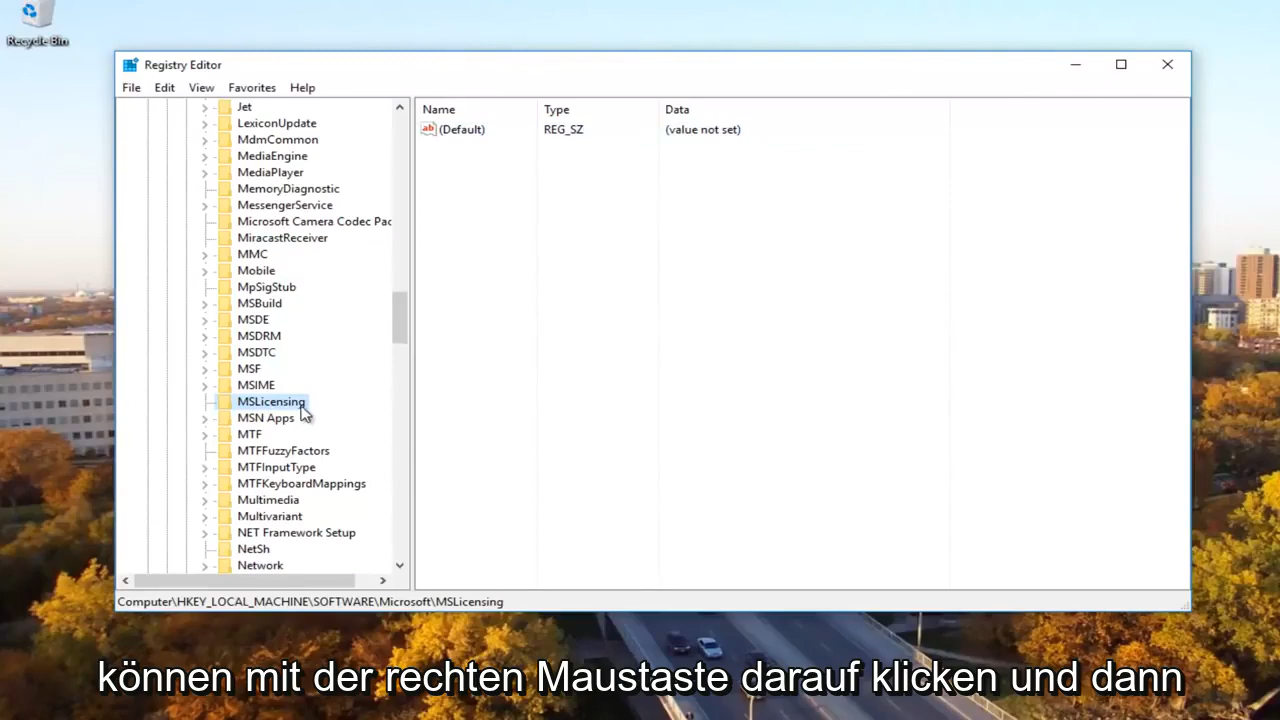 Recycle Bin
Registry Editor
File Edit View Favorites Help
Jet
LexiconUpdate
MdmCommon
MediaEngine
MediaPlayer
MemoryDiagnostic
MessengerService
Microsoft Camera Codec Pac
MiracastReceiver
MMC
Mobile
MpSigStub
MSBuild
MSDE
MSDRM
MSDTC
MSF
MSIME
MSLicensing
MSN Apps
MTF
MTFFuzzyFactors
MTFInputType
MTFKeyboardMappings
Multimedia
Multivariant
NET Framework Setup
NetSh
Network
Name Type Data
ab (Default) REG_SZ (value not set)
Computer\HKEY_LOCAL_MACHINE\SOFTWARE\Microsoft\MSLicensing
können mit der rechten Maustaste darauf klicken und dann